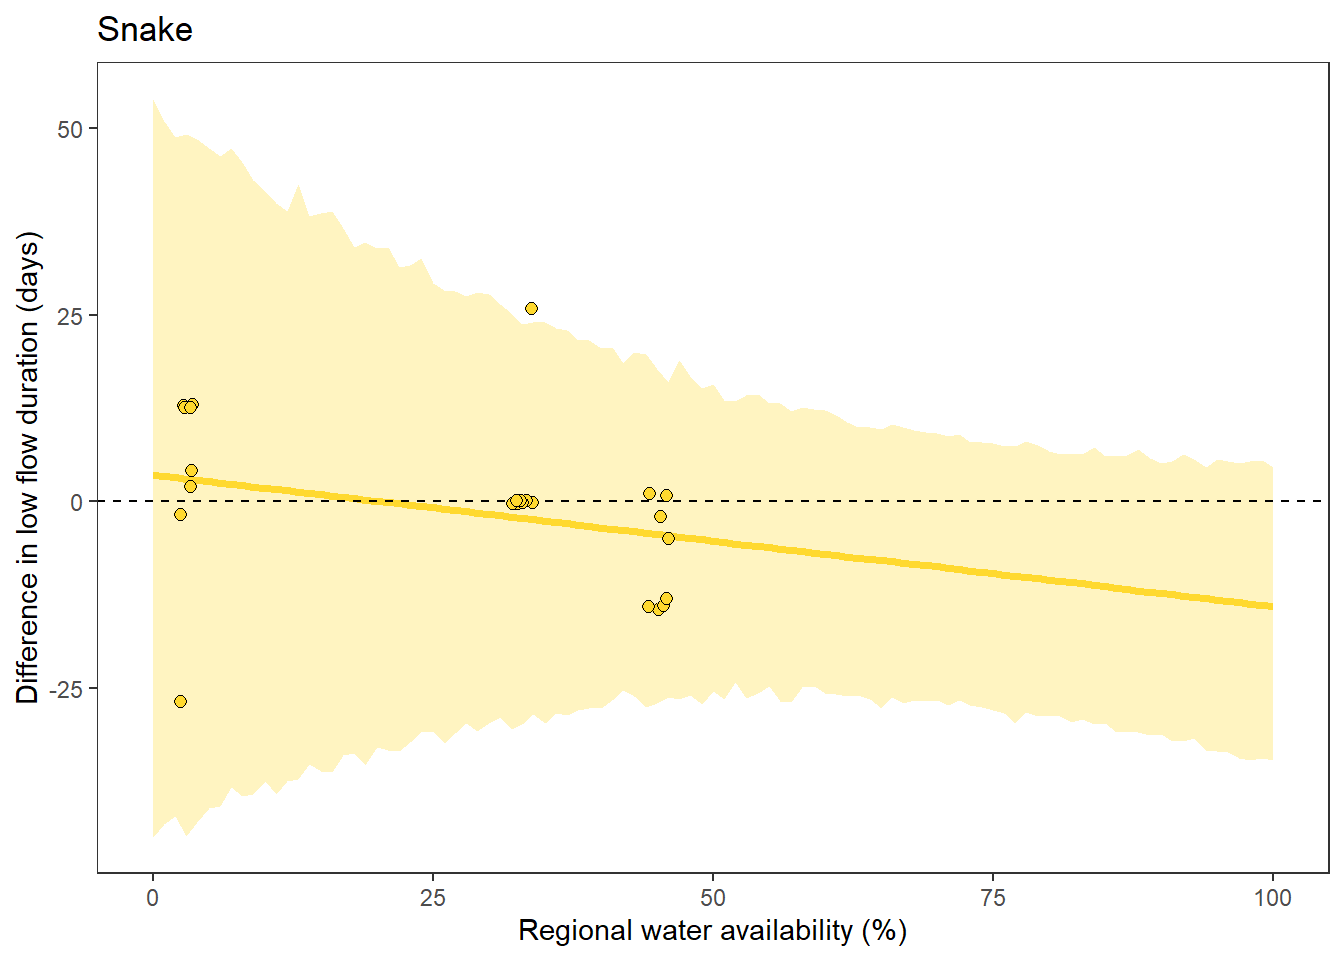 Snake
Difference in low flow duration (days)
50
25
0
-25
0 25 50 75 100
Regional water availability (%)